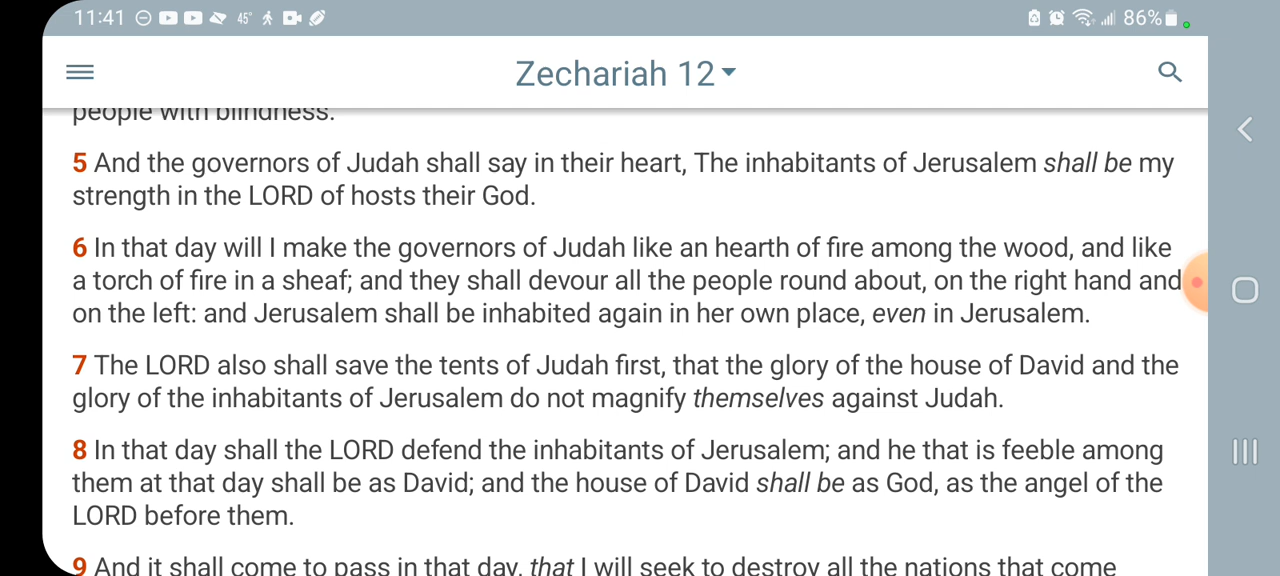 11:41 45° 86%
Zechariah 12
people with blindness.
5 And the governors of Judah shall say in their heart, The inhabitants of Jerusalem shall be my
strength in the LORD of hosts their God.
6 In that day will I make the governors of Judah like an hearth of fire among the wood, and like
a torch of fire in a sheaf; and they shall devour all the people round about, on the right hand and
on the left: and Jerusalem shall be inhabited again in her own place, even in Jerusalem.
7 The LORD also shall save the tents of Judah first, that the glory of the house of David and the
glory of the inhabitants of Jerusalem do not magnify themselves against Judah.
8 In that day shall the LORD defend the inhabitants of Jerusalem; and he that is feeble among
them at that day shall be as David; and the house of David shall be as God, as the angel of the
LORD before them.
9 And it shall come to pass in that day, that I will seek to destroy all the nations that come